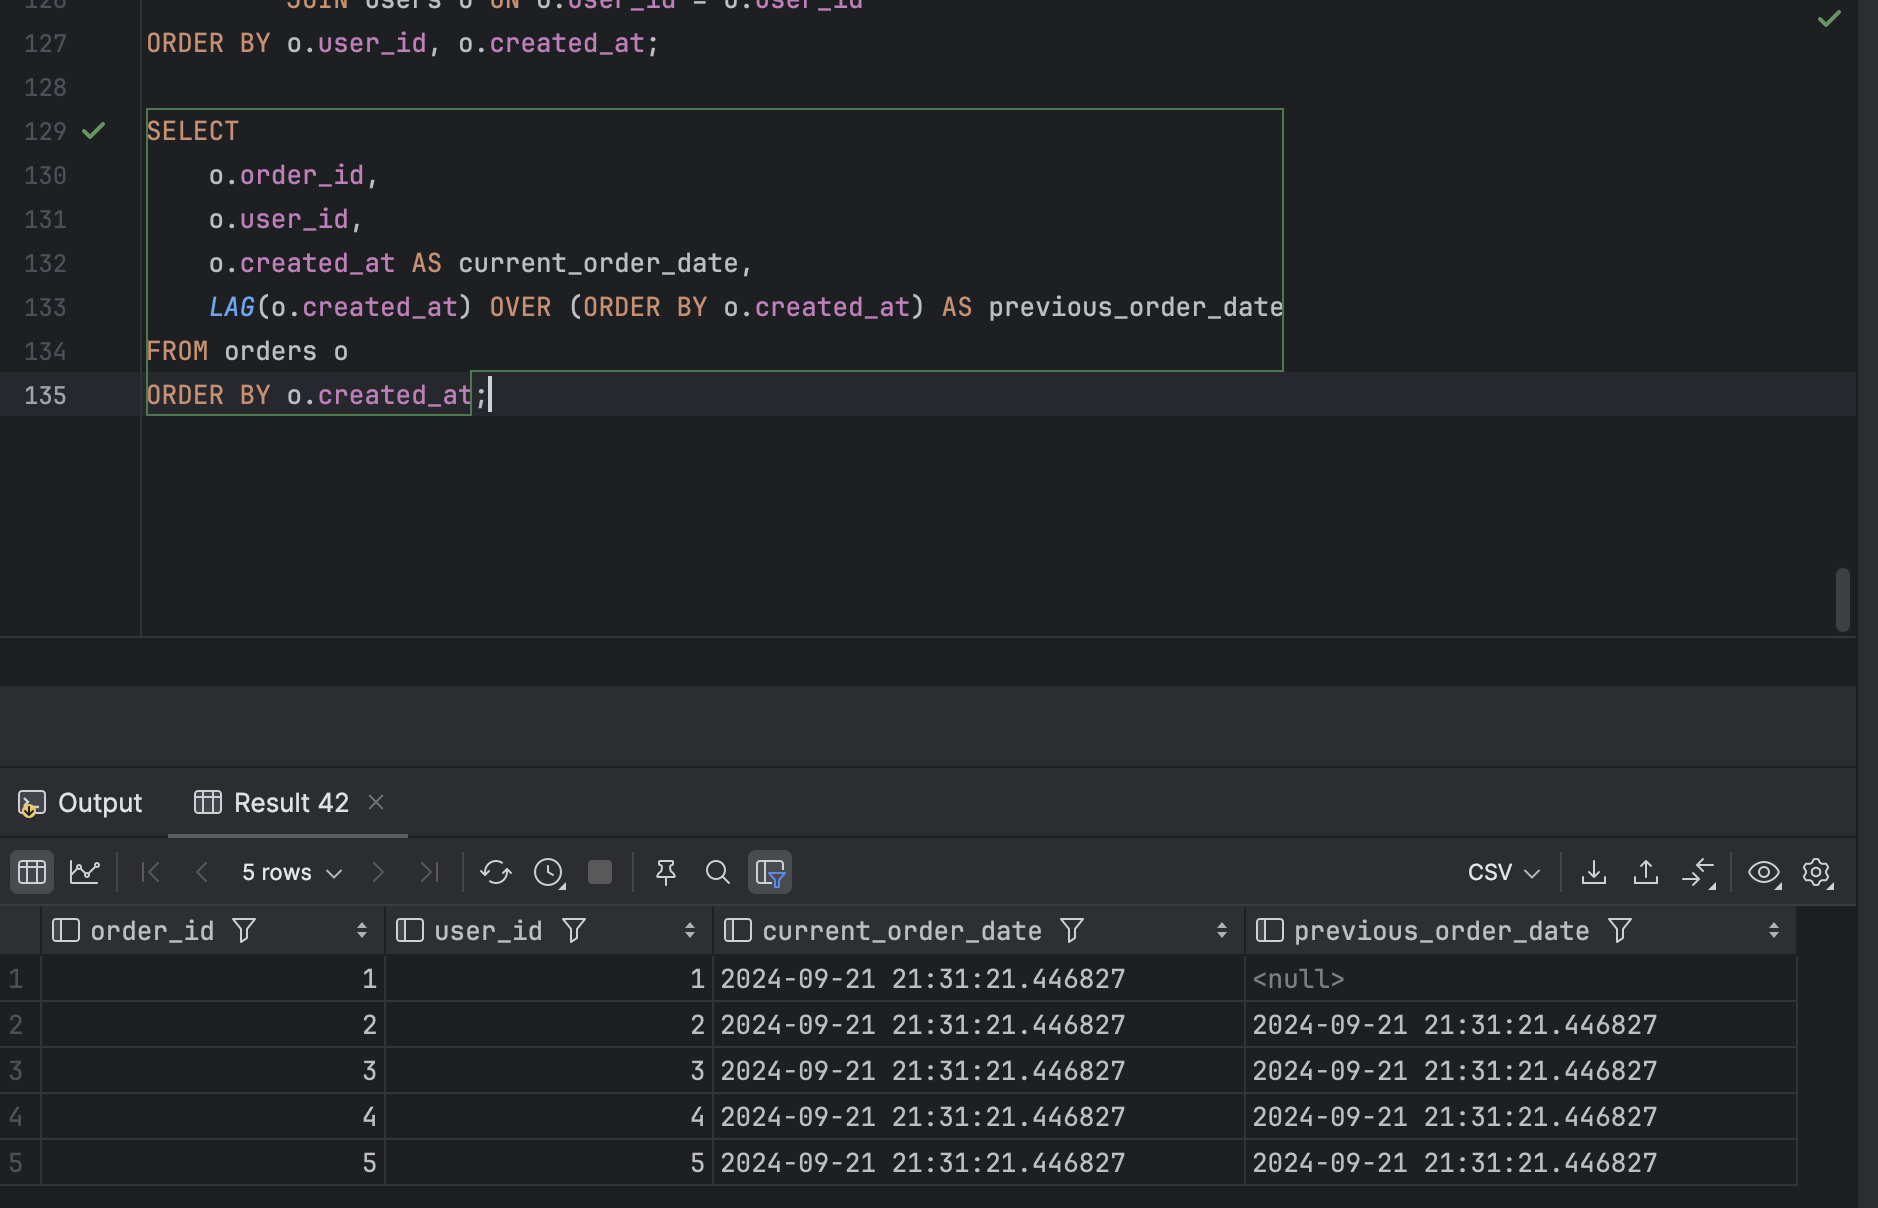 126 JOIN users u ON o.user_id = u.user_id
127 ORDER BY o.user_id, o.created_at;
128
129 SELECT
130 o.order_id,
131 o.user_id,
132 o.created_at AS current_order_date,
133 LAG(o.created_at) OVER (ORDER BY o.created_at) AS previous_order_date
134 FROM orders o
135 ORDER BY o.created_at;
Output Result 42
5 rows CSV
order_id user_id current_order_date previous_order_date
1 1 1 2024-09-21 21:31:21.446827 <null>
2 2 2 2024-09-21 21:31:21.446827 2024-09-21 21:31:21.446827
3 3 3 2024-09-21 21:31:21.446827 2024-09-21 21:31:21.446827
4 4 4 2024-09-21 21:31:21.446827 2024-09-21 21:31:21.446827
5 5 5 2024-09-21 21:31:21.446827 2024-09-21 21:31:21.446827